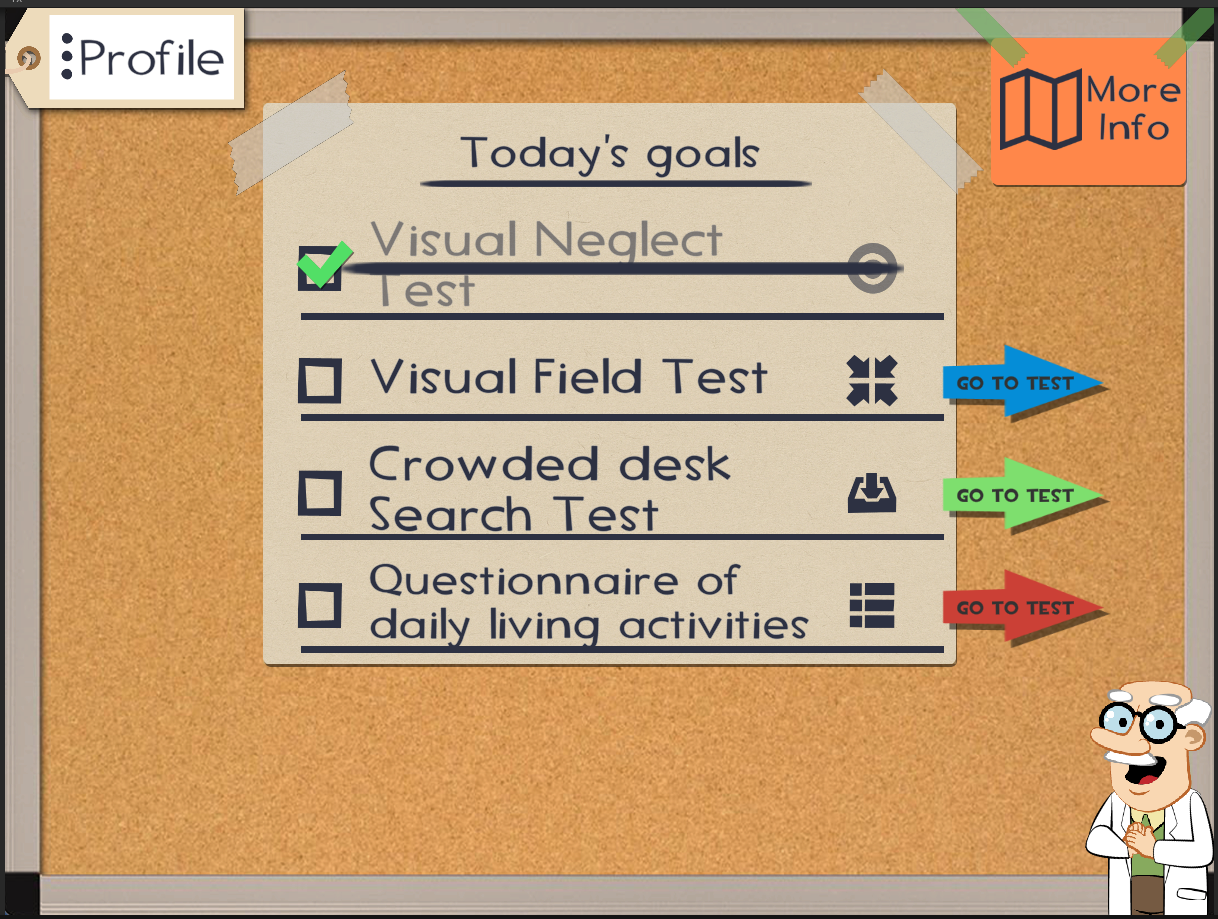 Profile
More
Info
Today's goals
Visual Neglect
Test
Visual Field Test
GO TO TEST
Crowded desk
Search Test
GO TO TEST
Questionnaire of
daily living activities
GO TO TEST